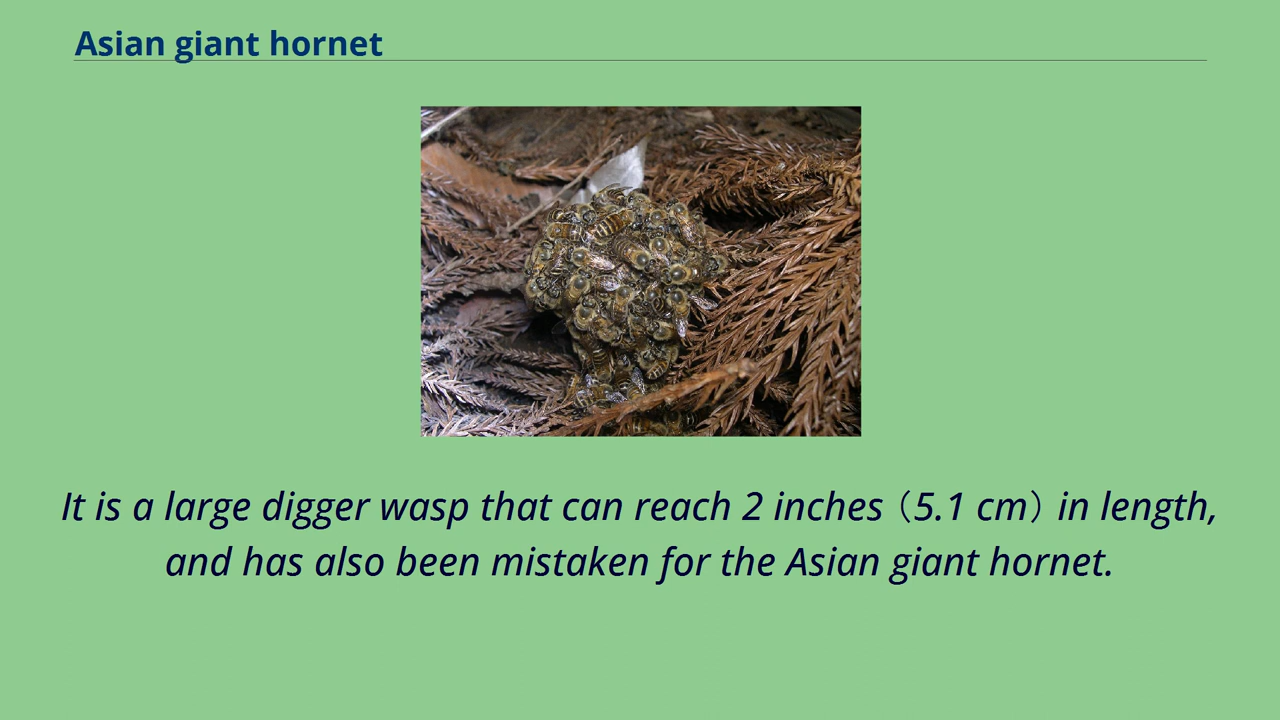 Asian giant hornet
It is a large digger wasp that can reach 2 inches（5.1 cm）in length,
and has also been mistaken for the Asian giant hornet.